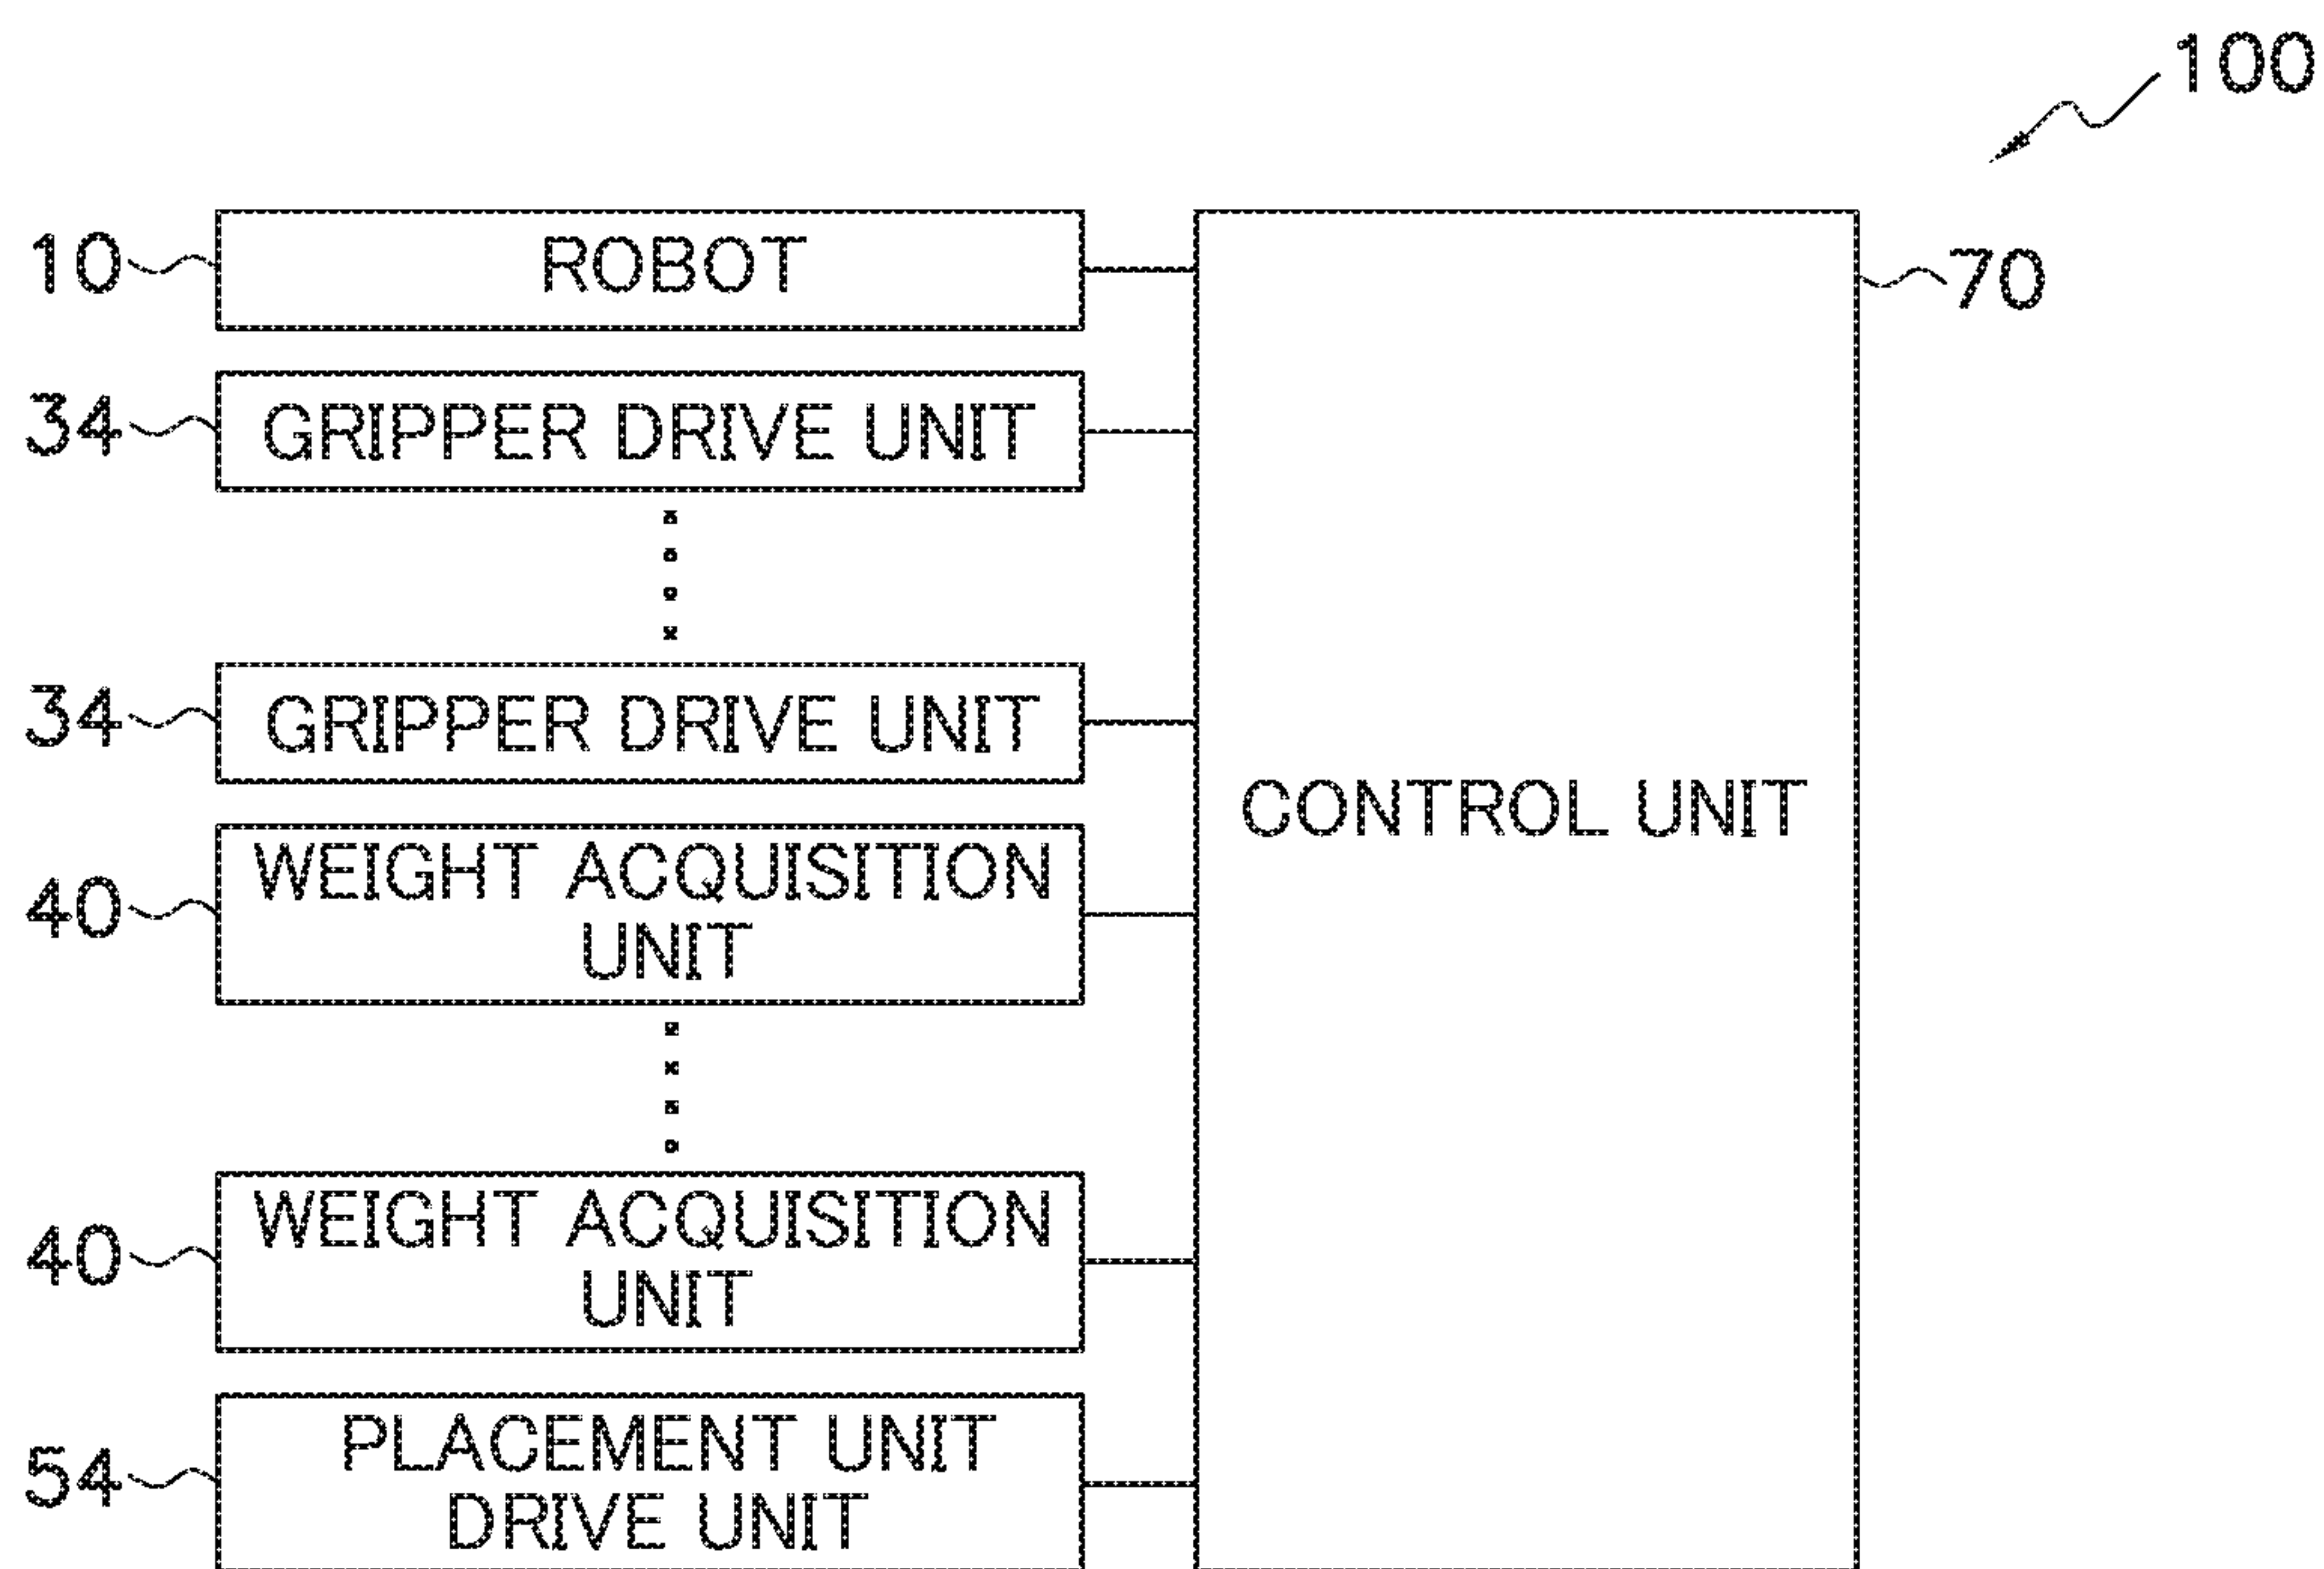 100
10 ROBOT
70
34 GRIPPER DRIVE UNIT
34 GRIPPER DRIVE UNIT
CONTROL UNIT
40 WEIGHT ACQUISITION
UNIT
40 WEIGHT ACQUISITION
UNIT
54 PLACEMENT UNIT
DRIVE UNIT